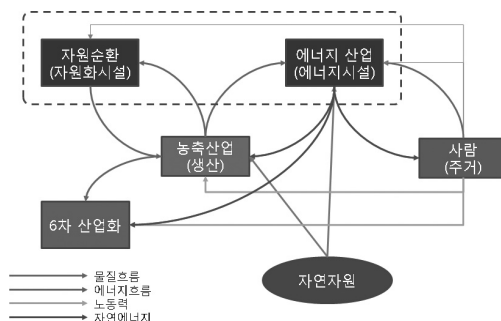 자원순환
(자원화시설)
에너지 산업
(에너지시설)
농축산업
(생산)
사람
(주거)
6차 산업화
자연자원
물질흐름
에너지흐름
노동력
자연에너지